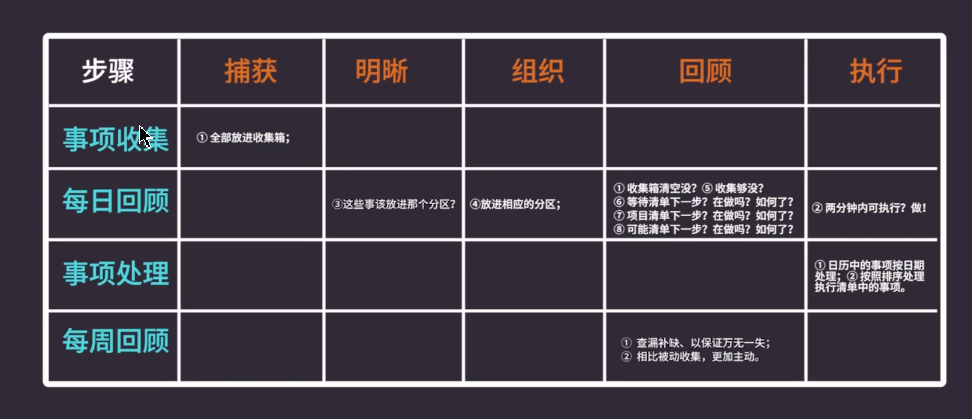 步骤 捕获 明晰 组织 回顾 执行
事项收集 ① 全部放进收集箱；
每日回顾 ③这些事该放进那个分区？ ④放进相应的分区； ① 收集箱清空没？⑤ 收集够没？
⑥ 等待清单下一步？在做吗？如何了？
⑦ 项目清单下一步？在做吗？如何了？
⑧ 可能清单下一步？在做吗？如何了？
② 两分钟内可执行？做！
事项处理 ① 日历中的事项按日期
处理；② 按照排序处理
执行清单中的事项。
每周回顾 ① 查漏补缺、以保证万无一失；
② 相比被动收集，更加主动。